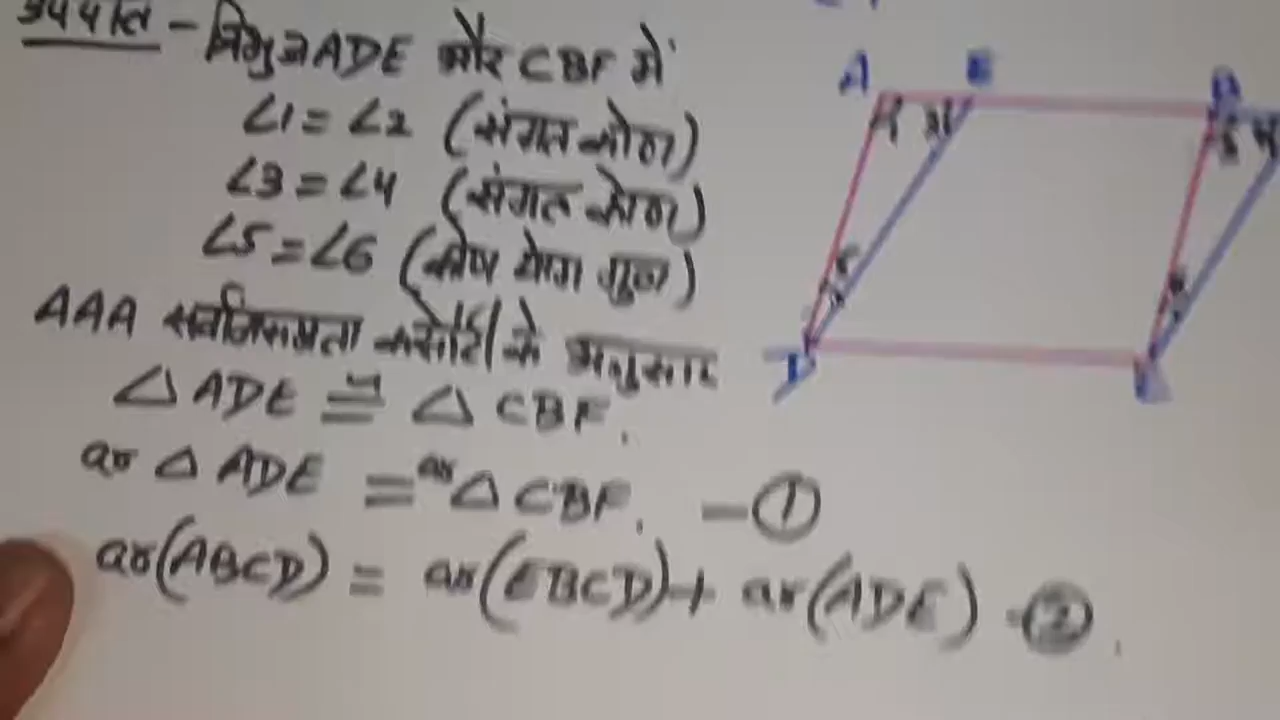 उपपत्ति - त्रिभुज ADE और CBF में
∠1 = ∠2 (संगत कोण)
∠3 = ∠4 (संगत कोण)
∠5 = ∠6 (कोण योग गुण)
AAA सर्वांगसमता कसौटी के अनुसार
△ ADE ≅ △ CBF.
ar △ ADE = ar △ CBF. - ①
ar(ABCD) = ar(EBCD) + ar(ADE) - ②
A E B
D C